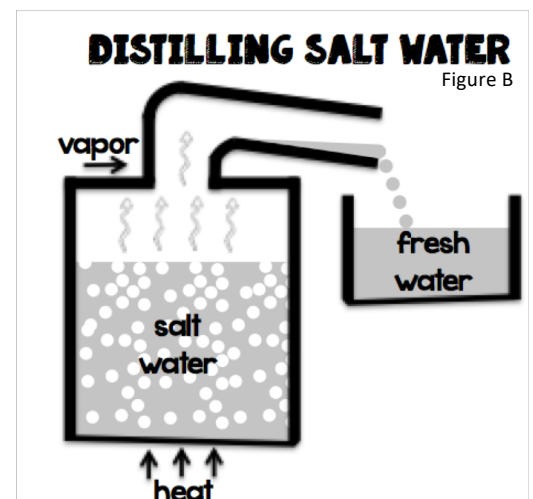 DISTILLING SALT WATER
Figure B
vapor
fresh
water
salt
water
heat